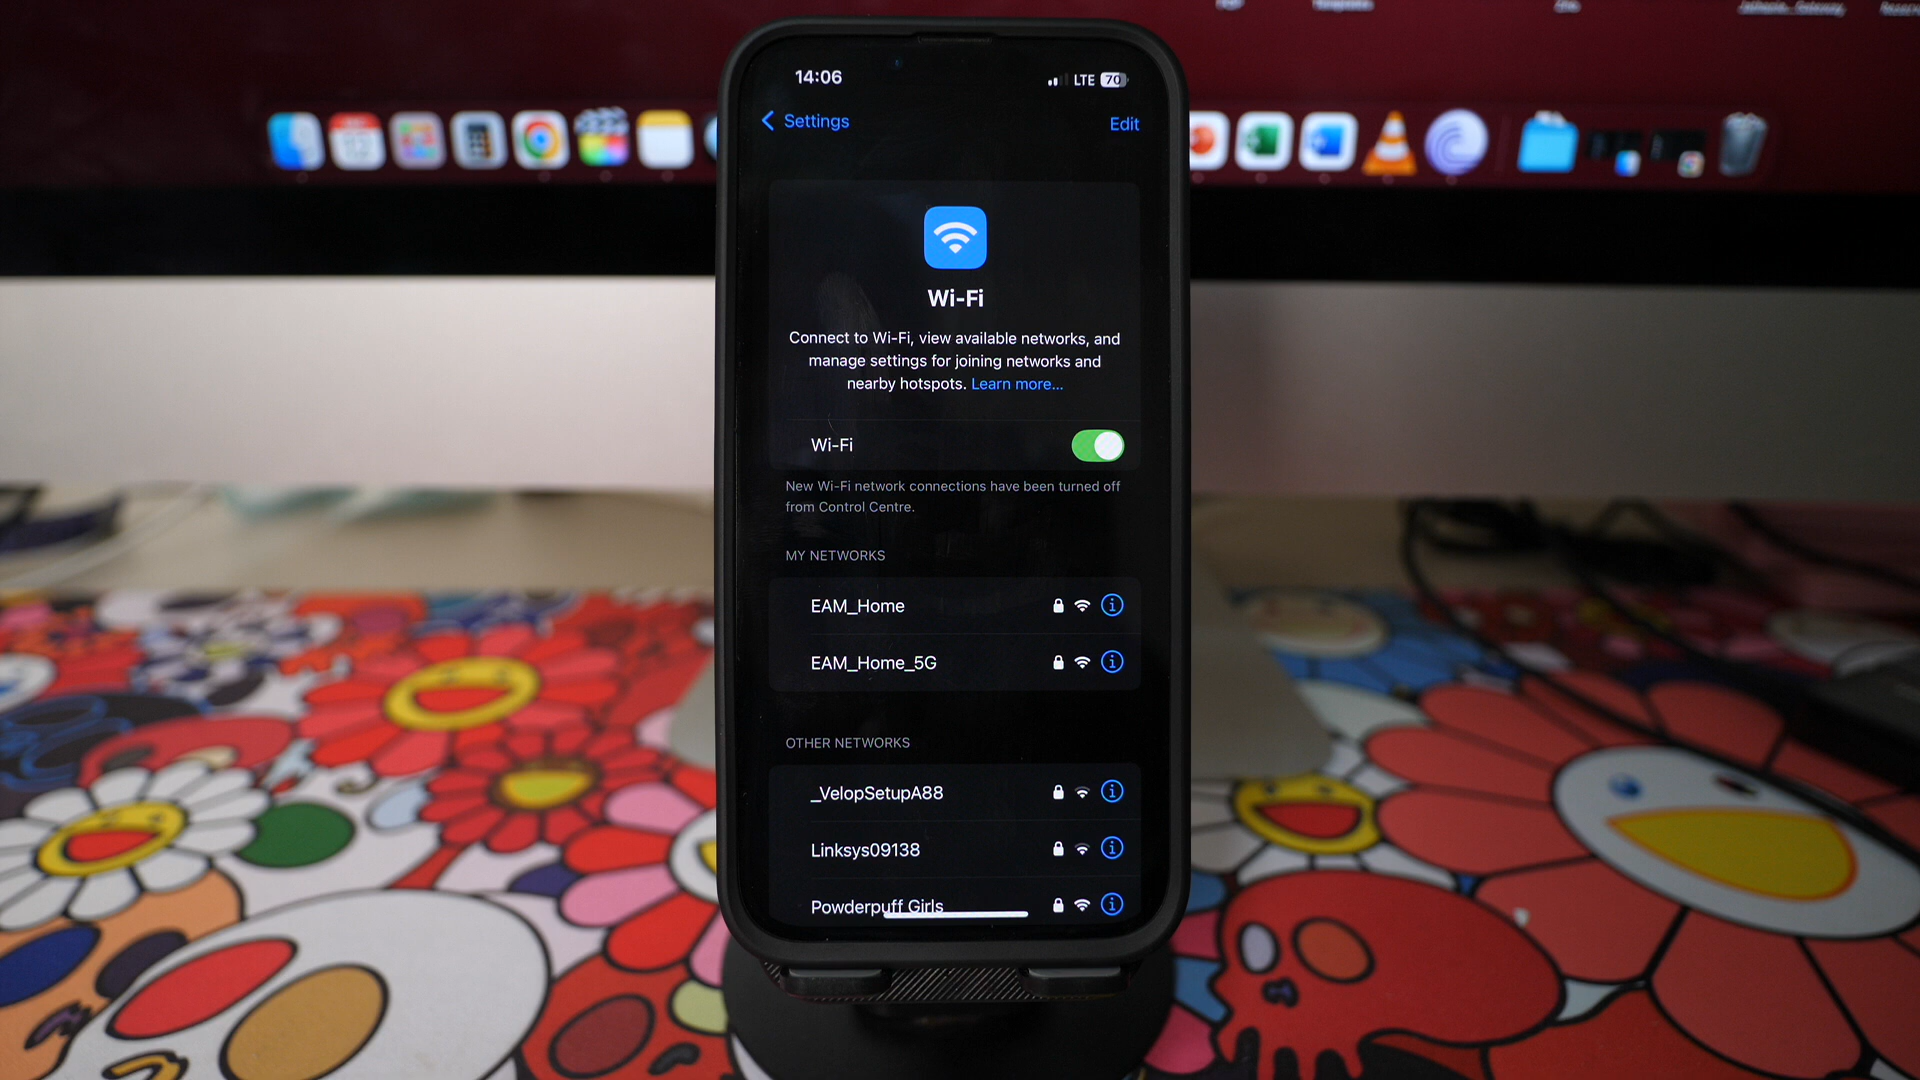 14:06
LTE 70
Settings
Edit
Wi-Fi
Connect to Wi-Fi, view available networks, and
manage settings for joining networks and
nearby hotspots. Learn more...
Wi-Fi
New Wi-Fi network connections have been turned off
from Control Centre.
MY NETWORKS
EAM_Home
EAM_Home_5G
OTHER NETWORKS
_VelopSetupA88
Linksys09138
Powderpuff Girls